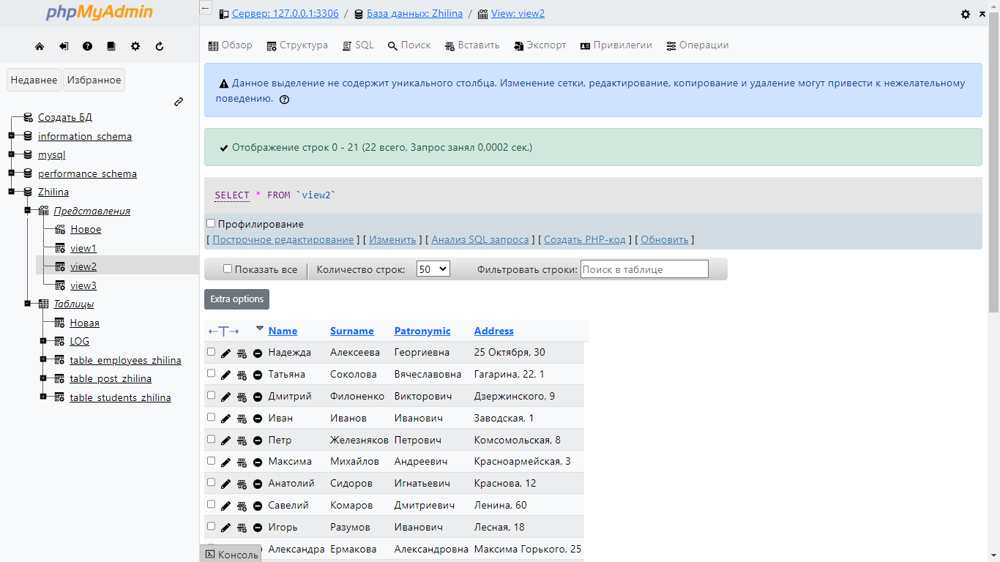 phpMyAdmin
Недавнее Избранное
Создать БД
information_schema
mysql
performance_schema
Zhilina
Представления
Новое
view1
view2
view3
Таблицы
Новая
LOG
table_employees_zhilina
table_post_zhilina
table_students_zhilina
← Сервер: 127.0.0.1:3306 / База данных: Zhilina / View: view2
Обзор Структура SQL Поиск Вставить Экспорт Привилегии Операции
Данное выделение не содержит уникального столбца. Изменение сетки, редактирование, копирование и удаление могут привести к нежелательному
поведению.
Отображение строк 0 - 21 (22 всего, Запрос занял 0,0002 сек.)
SELECT * FROM `view2`
Профилирование
[ Построчное редактирование ] [ Изменить ] [ Анализ SQL запроса ] [ Создать PHP-код ] [ Обновить ]
Показать все Количество строк: 50 Фильтровать строки: Поиск в таблице
Extra options
←T→ Name Surname Patronymic Address
Надежда Алексеева Георгиевна 25 Октября, 30
Татьяна Соколова Вячеславовна Гагарина, 22, 1
Дмитрий Филоненко Викторович Дзержинского, 9
Иван Иванов Иванович Заводская, 1
Петр Железняков Петрович Комсомольская, 8
Максима Михайлов Андреевич Красноармейская, 3
Анатолий Сидоров Игнатьевич Краснова, 12
Савелий Комаров Дмитриевич Ленина, 60
Игорь Разумов Иванович Лесная, 18
Александра Ермакова Александровна Максима Горького, 25
Консоль